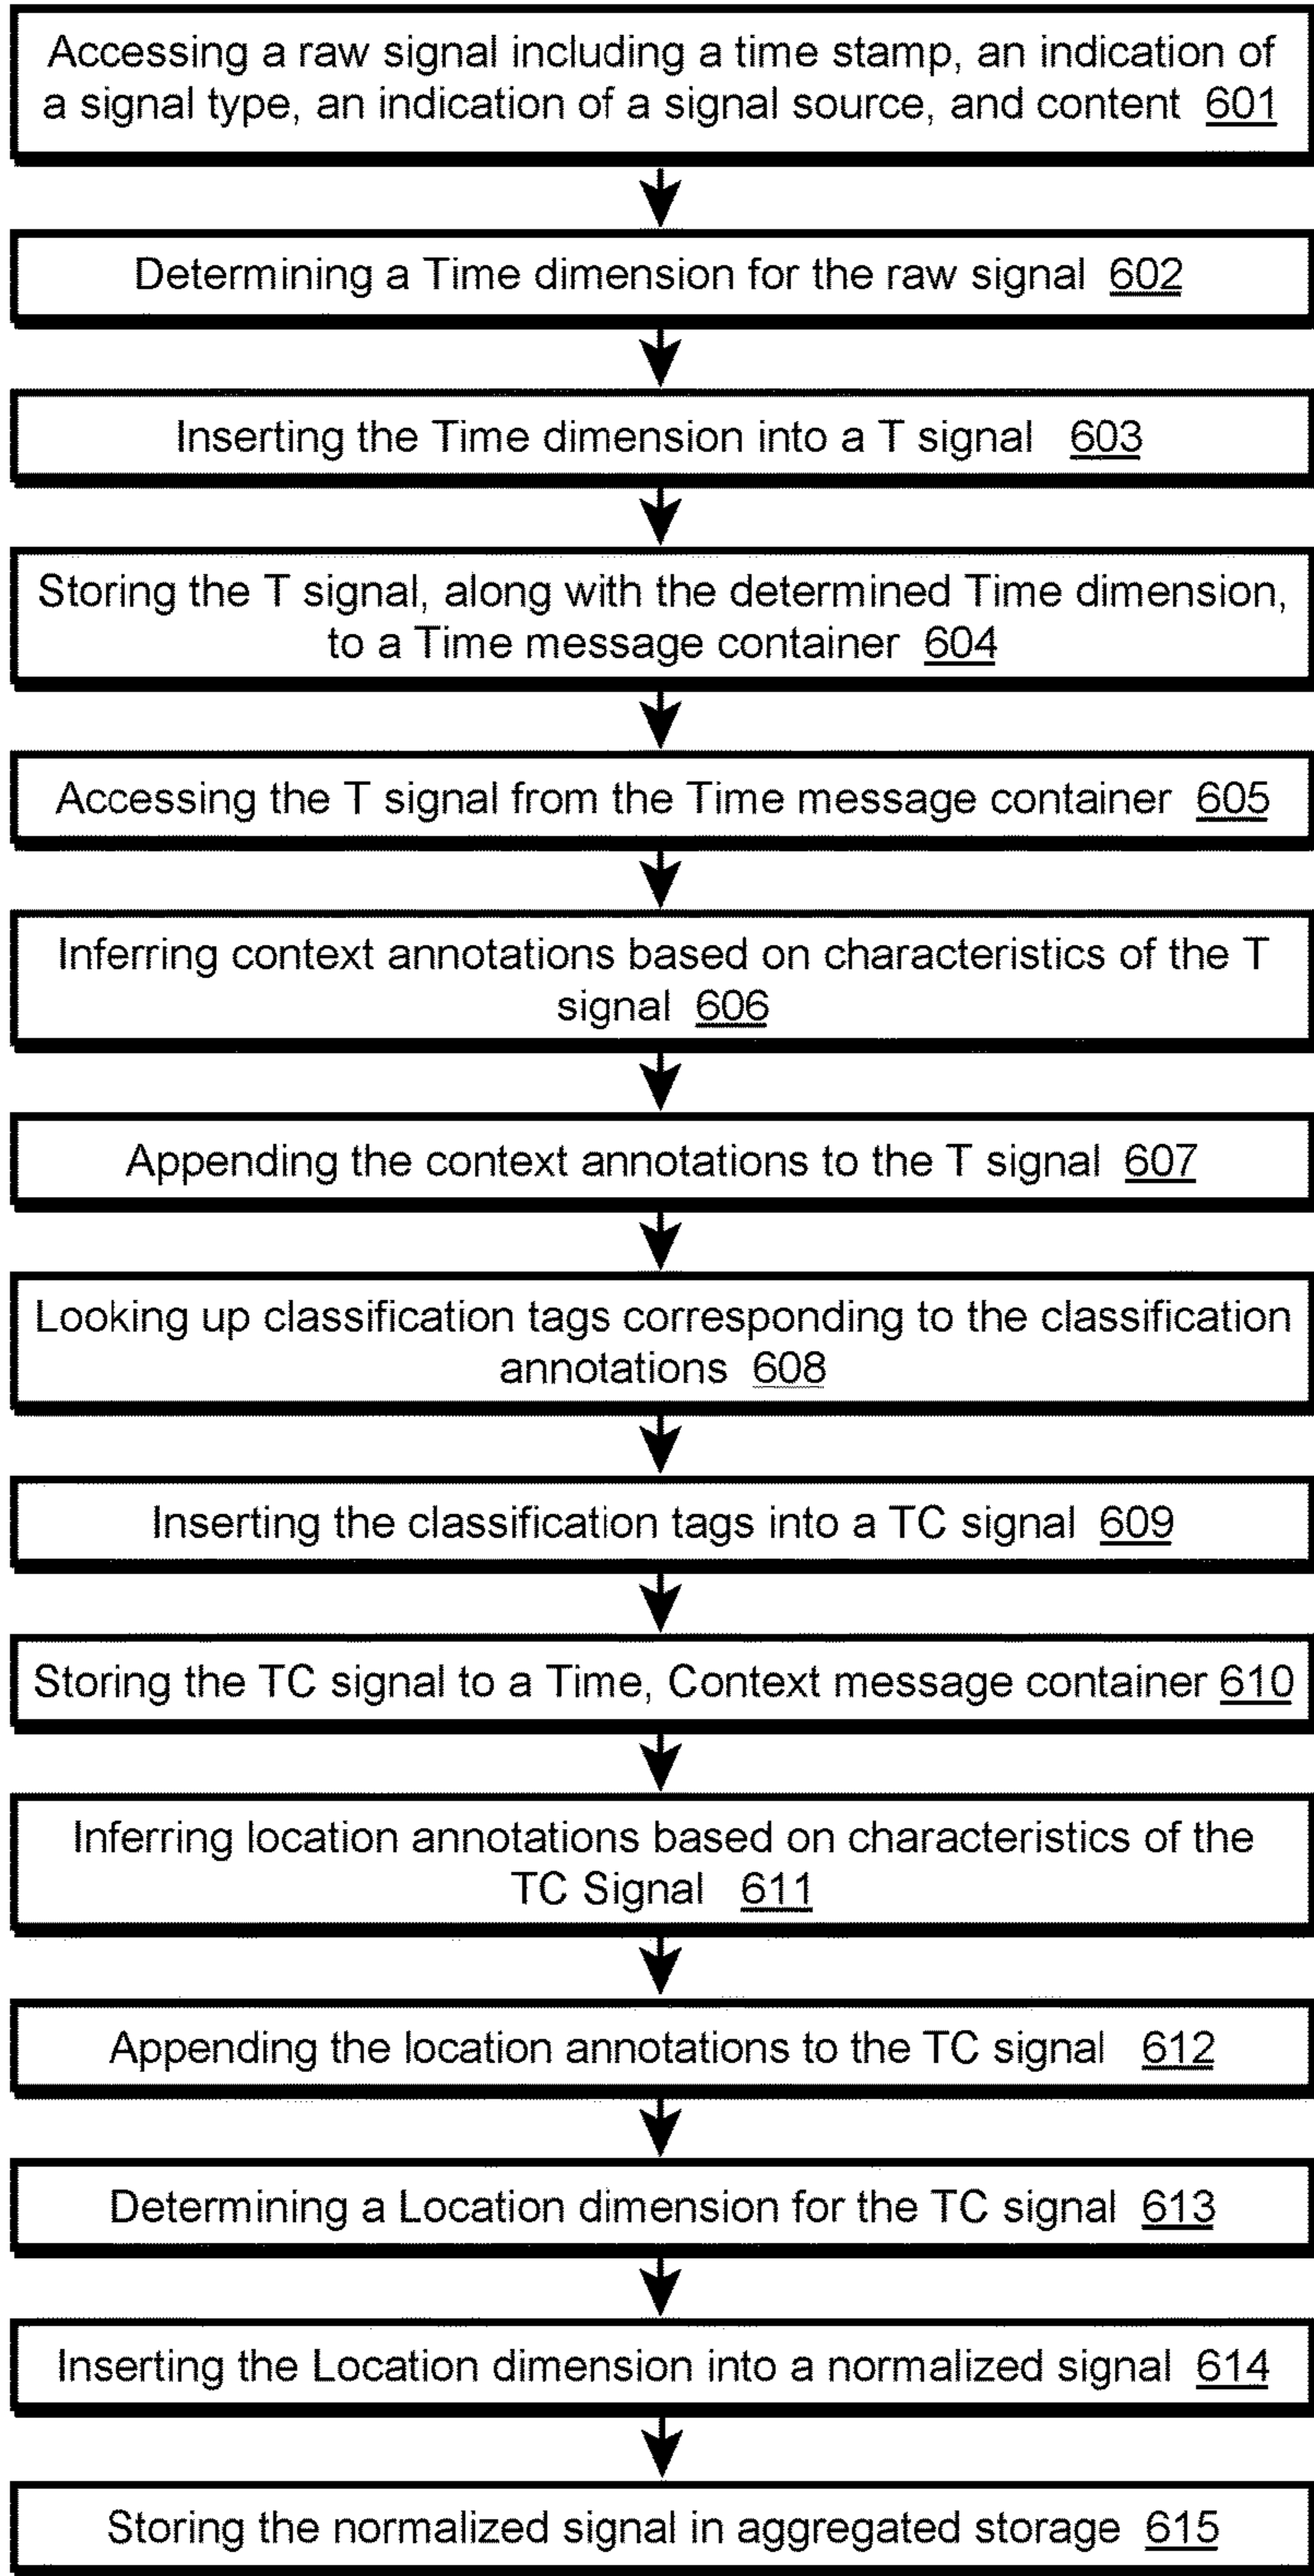 Accessing a raw signal including a time stamp, an indication of
a signal type, an indication of a signal source, and content 601
Determining a Time dimension for the raw signal 602
Inserting the Time dimension into a T signal 603
Storing the T signal, along with the determined Time dimension,
to a Time message container 604
Accessing the T signal from the Time message container 605
Inferring context annotations based on characteristics of the T
signal 606
Appending the context annotations to the T signal 607
Looking up classification tags corresponding to the classification
annotations 608
Inserting the classification tags into a TC signal 609
Storing the TC signal to a Time, Context message container 610
Inferring location annotations based on characteristics of the
TC Signal 611
Appending the location annotations to the TC signal 612
Determining a Location dimension for the TC signal 613
Inserting the Location dimension into a normalized signal 614
Storing the normalized signal in aggregated storage 615